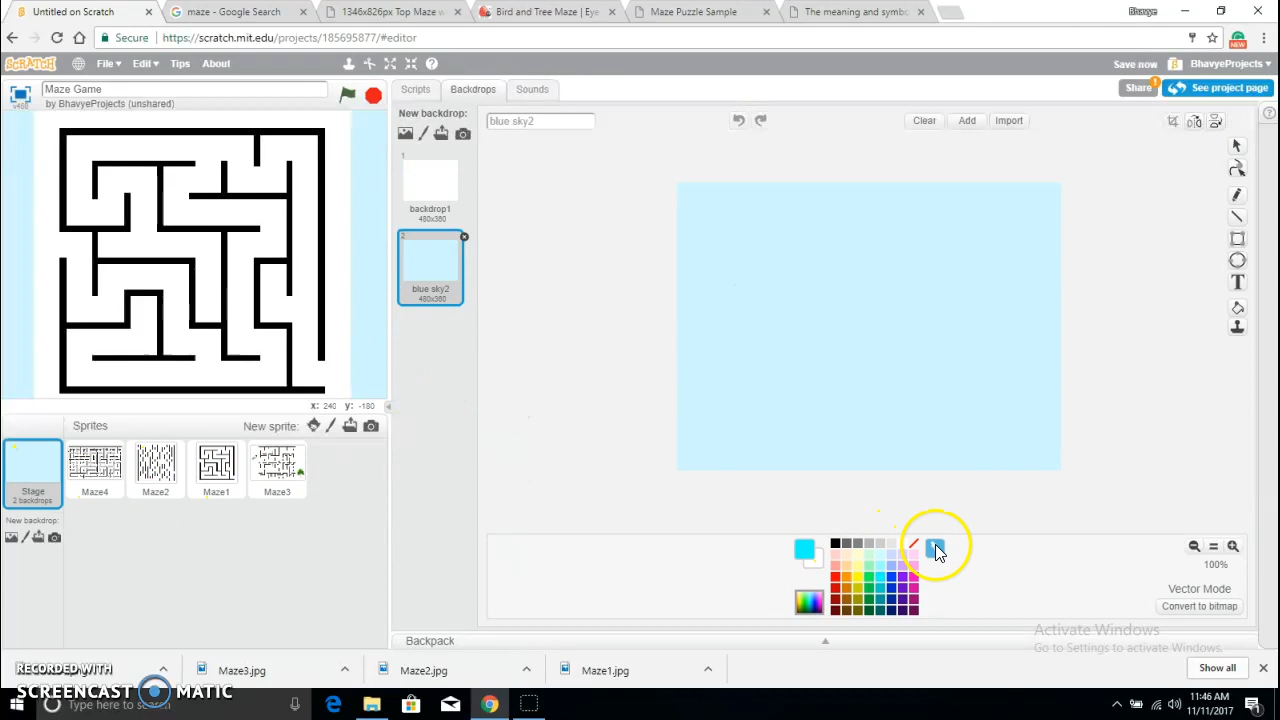 Untitled on Scratch
maze - Google Search
1346x826px Top Maze w
Bird and Tree Maze | Eye
Maze Puzzle Sample
The meaning and symbo
Bhavye
Secure
https://scratch.mit.edu/projects/185695877/#editor
NEW
SCRATCH
File
Edit
Tips
About
Save now
BhavyeProjects
Maze Game
by BhavyeProjects (unshared)
Scripts
Backdrops
Sounds
Share
See project page
New backdrop:
blue sky2
Clear
Add
Import
1
backdrop1
480x360
2
blue sky2
480x360
x: 240 y: -180
Sprites
New sprite:
Stage
2 backdrops
Maze4
Maze2
Maze1
Maze3
New backdrop:
100%
Vector Mode
Convert to bitmap
Backpack
Activate Windows
Go to Settings to activate Windows.
Maze3.jpg
Maze2.jpg
Maze1.jpg
Show all
RECORDED WITH
SCREENCAST MATIC
Type here to search
11:46 AM
11/11/2017